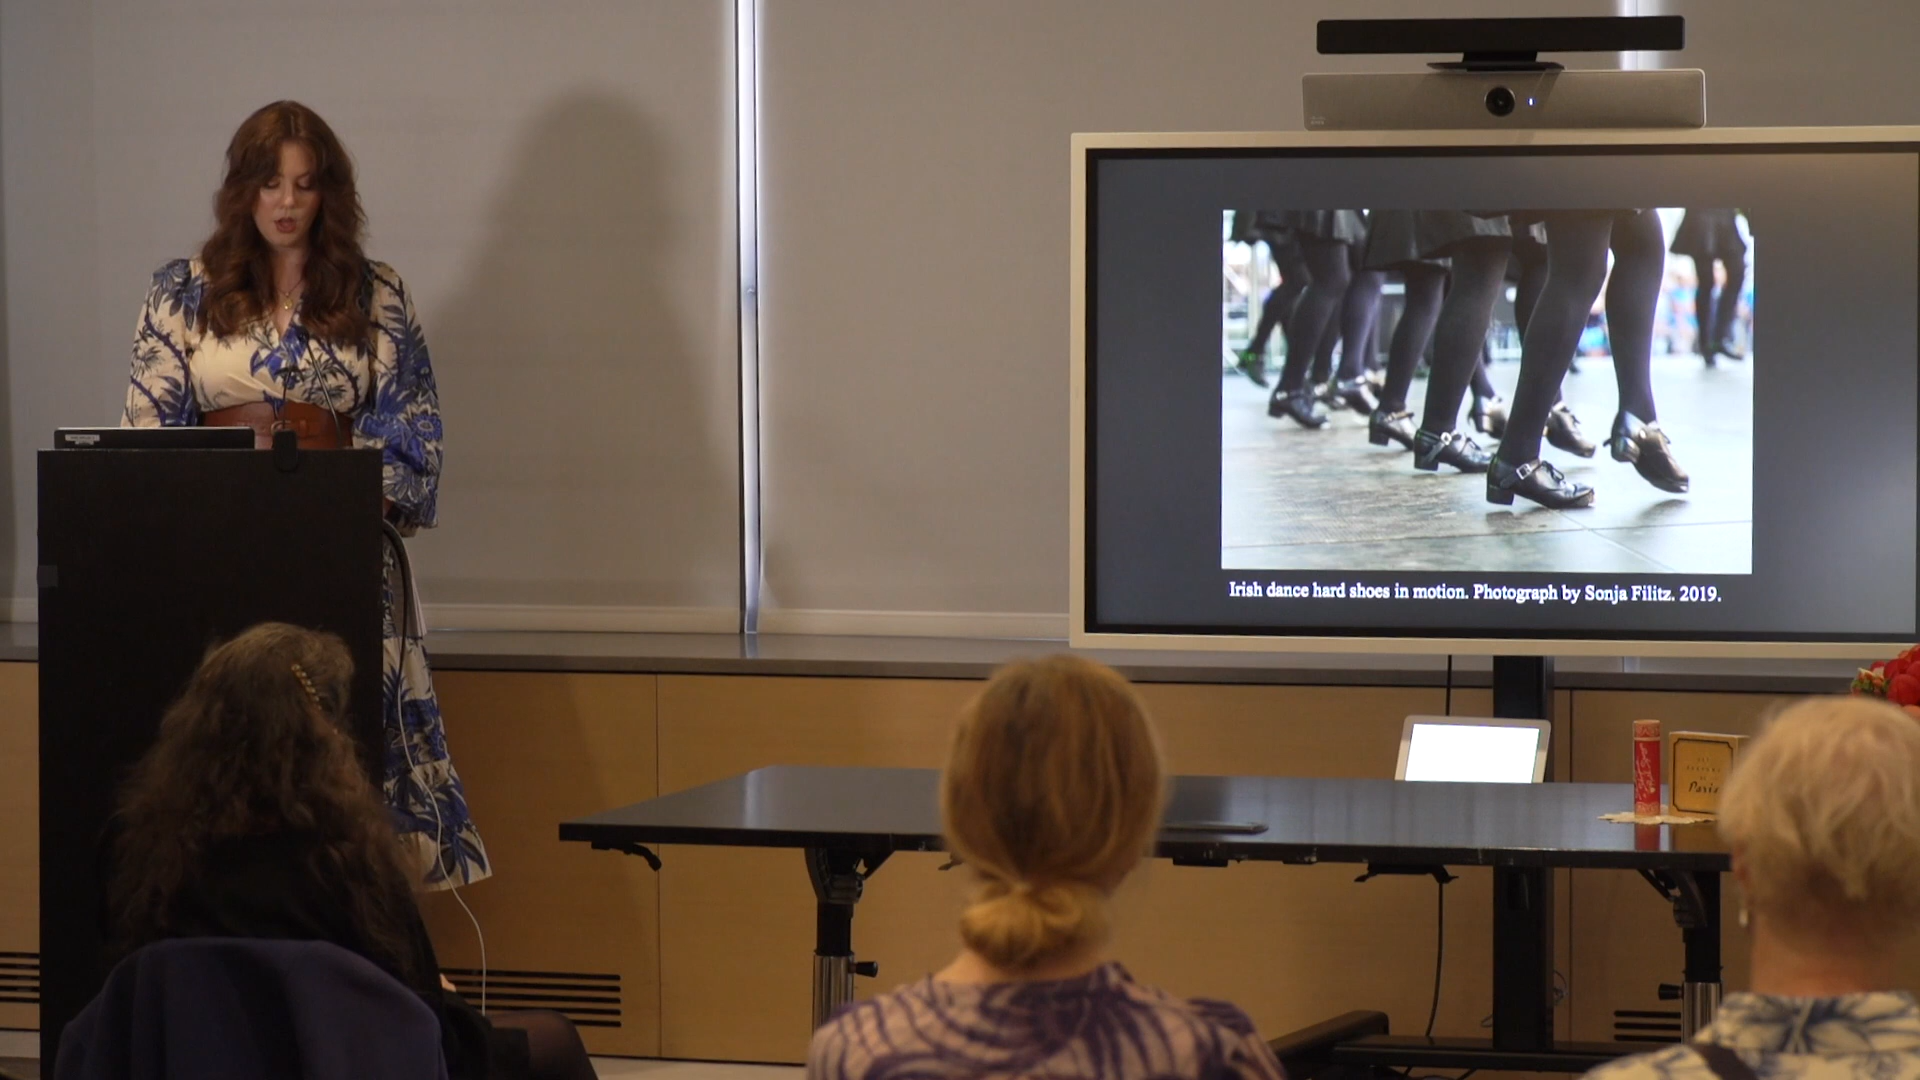 Irish dance hard shoes in motion. Photograph by Sonja Filitz. 2019.
Paris